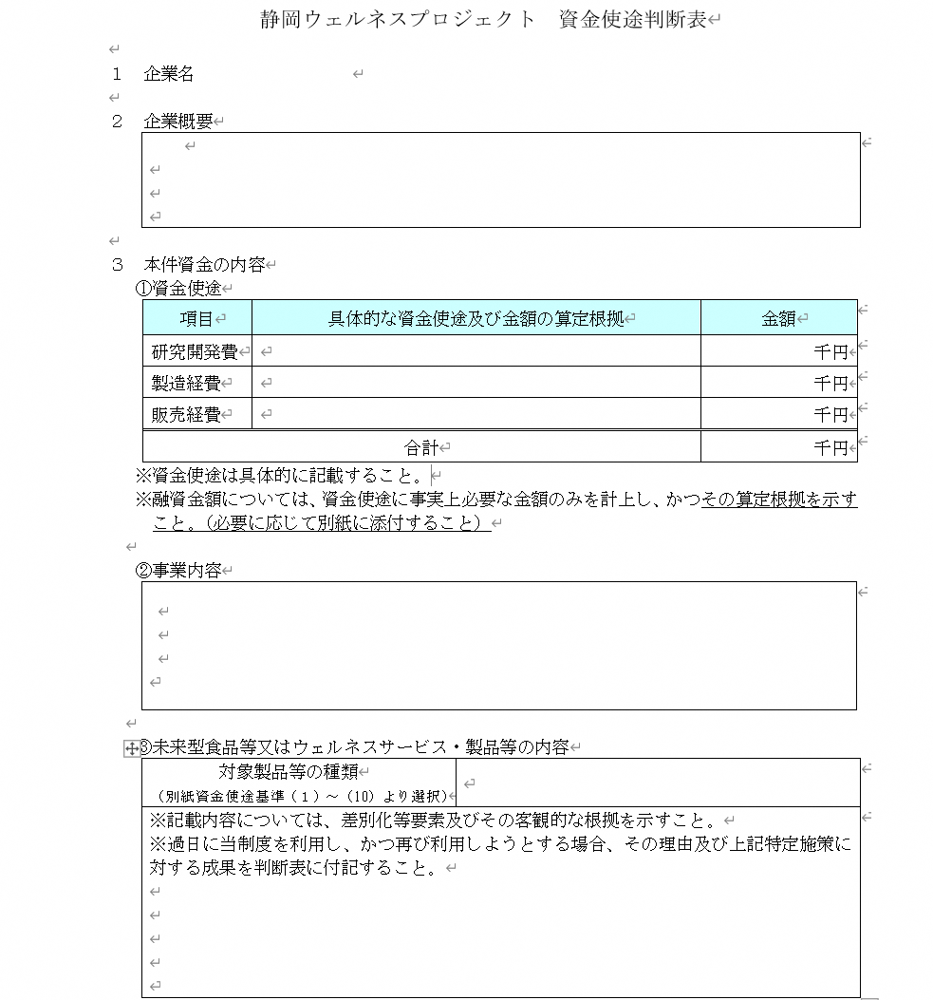 静岡ウェルネスプロジェクト　資金使途判断表
１　企業名
２　企業概要
３　本件資金の内容
①資金使途
項目　具体的な資金使途及び金額の算定根拠　金額
研究開発費　千円
製造経費　千円
販売経費　千円
合計　千円
※資金使途は具体的に記載すること。
※融資金額については、資金使途に事実上必要な金額のみを計上し、かつその算定根拠を示す
こと。（必要に応じて別紙に添付すること）
②事業内容
③未来型食品等又はウェルネスサービス・製品等の内容
対象製品等の種類
（別紙資金使途基準（１）～（10）より選択）
※記載内容については、差別化等要素及びその客観的な根拠を示すこと。
※過日に当制度を利用し、かつ再び利用しようとする場合、その理由及び上記特定施策に
対する成果を判断表に付記すること。